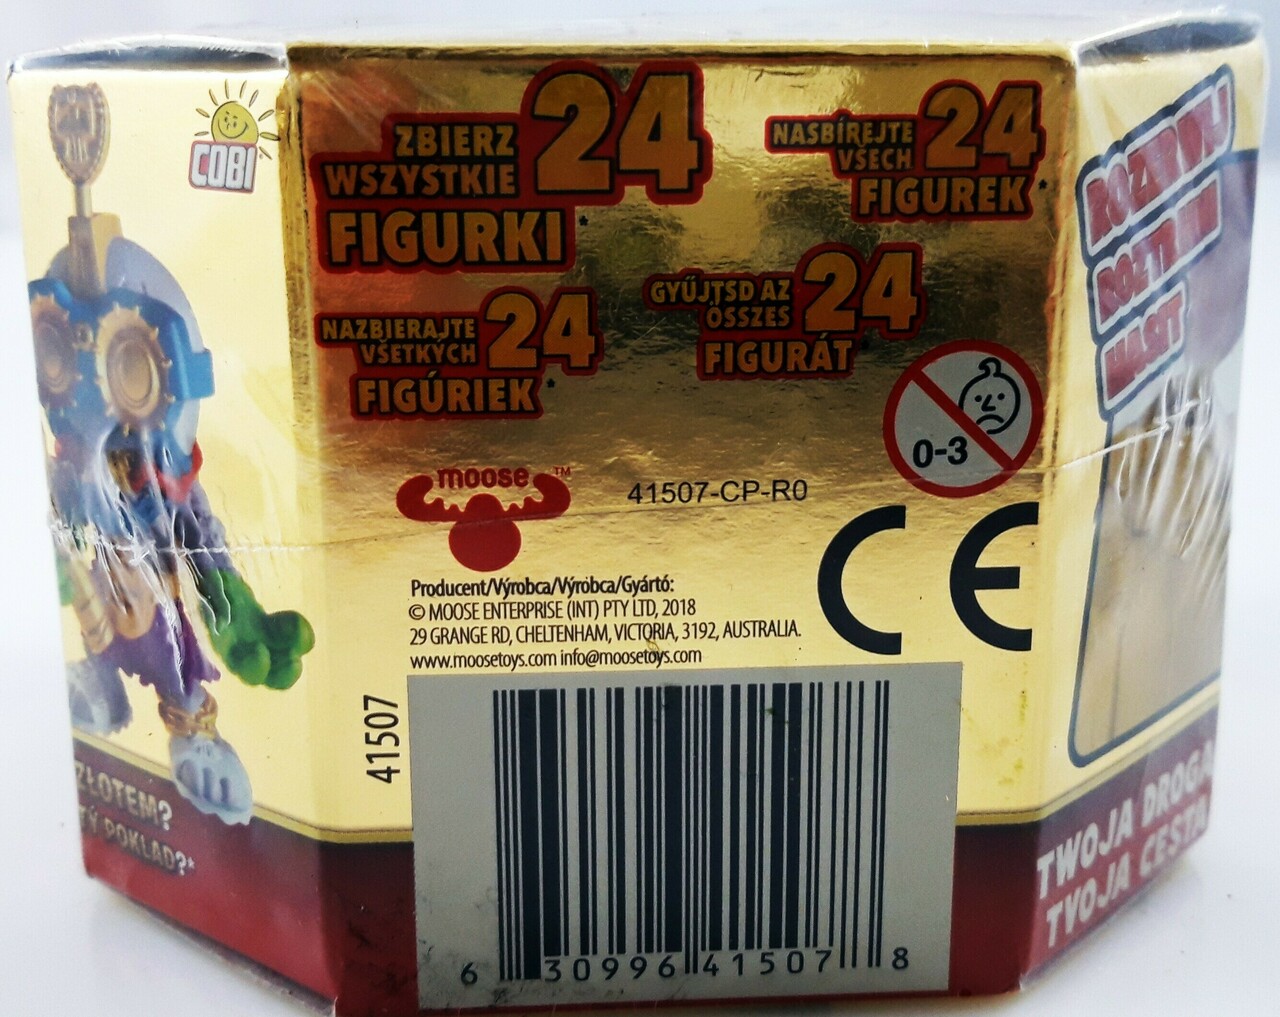 COBI
ZBIERZ
WSZYSTKIE 24
FIGURKI*
NASBÍREJTE
VŠECH 24
FIGUREK*
NAZBIERAJTE
VŠETKÝCH 24
FIGÚRIEK*
GYŰJTSD AZ
ÖSSZES 24
FIGURÁT*
0-3
moose™
41507-CP-R0
CE
Producent/Výrobca/Výrobca/Gyártó:
© MOOSE ENTERPRISE (INT) PTY LTD, 2018
29 GRANGE RD, CHELTENHAM, VICTORIA, 3192, AUSTRALIA.
www.moosetoys.com info@moosetoys.com
41507
6 30996 41507 8
ZŁOTEM?
POKLAD?*
ROZERWIJ
HASÍT
TWOJA DROGA
TVOJA CESTA